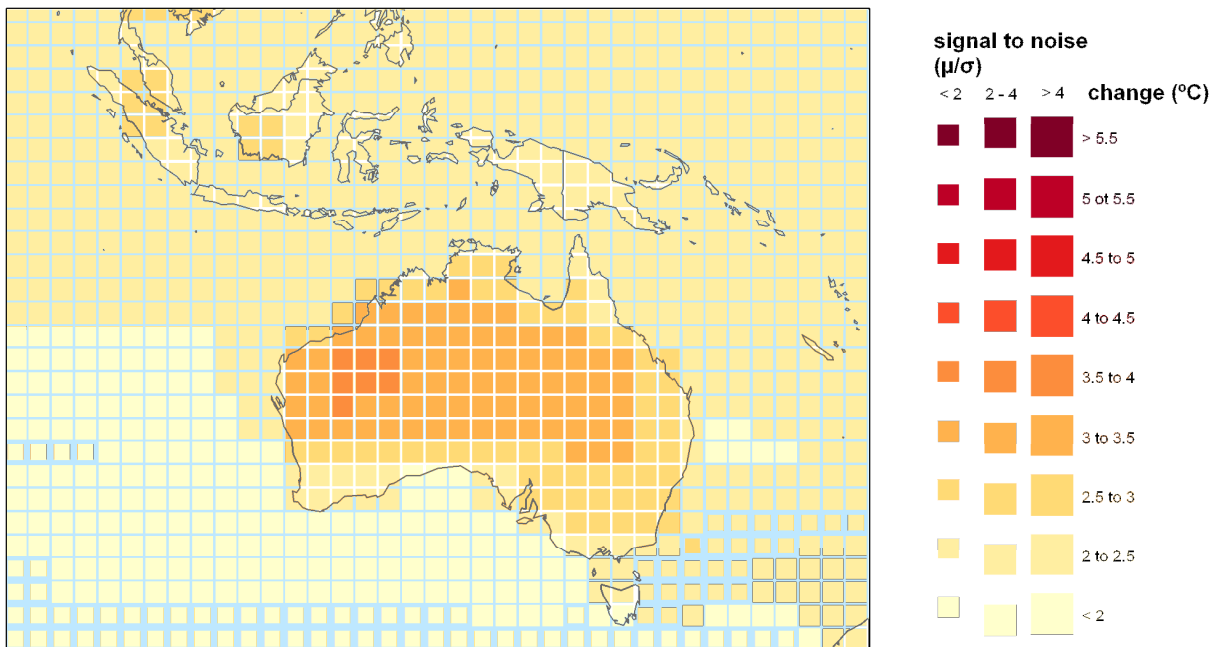 signal to noise
(μ/σ)
< 2 2 - 4 > 4 change (ºC)
> 5.5
5 ot 5.5
4.5 to 5
4 to 4.5
3.5 to 4
3 to 3.5
2.5 to 3
2 to 2.5
< 2